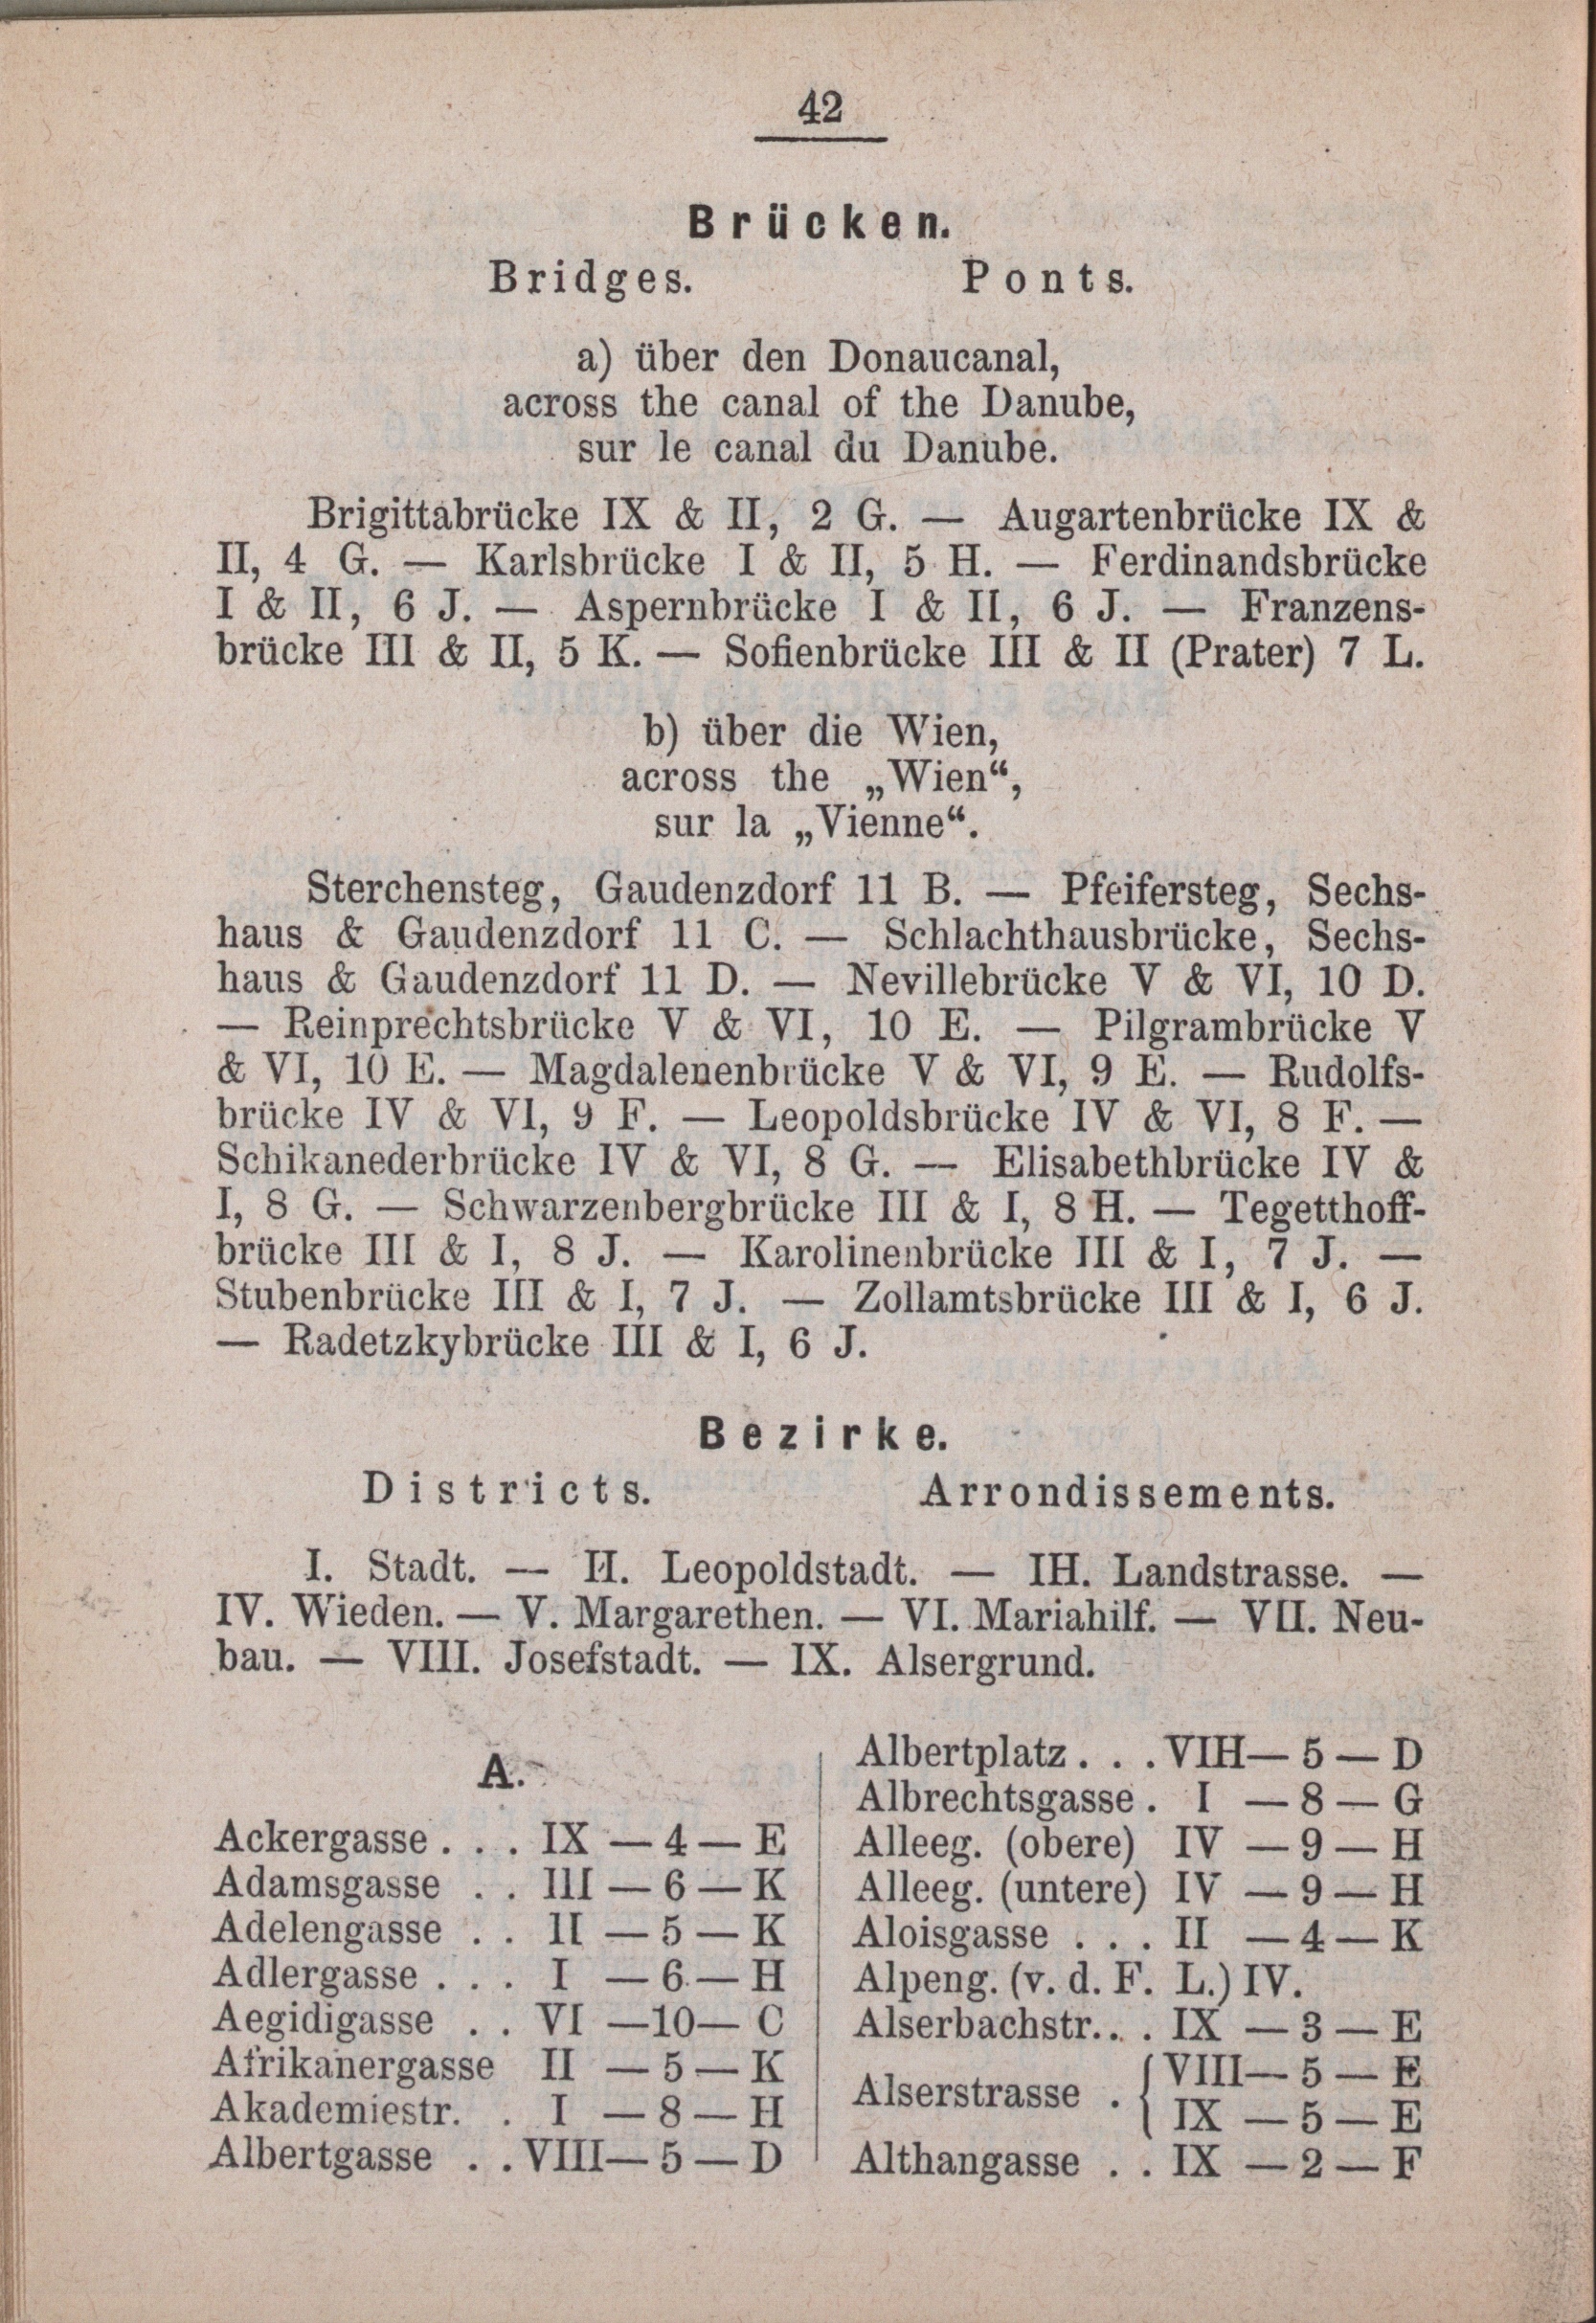 42
Brücken.
Bridges. Ponts.
a) über den Donaucanal,
across the canal of the Danube,
sur le canal du Danube.
Brigittabrücke IX & II, 2 G. — Augartenbrücke IX &
II, 4 G. — Karlsbrücke I & II, 5 H. — Ferdinandsbrücke
I & II, 6 J. — Aspernbrücke I & II, 6 J. — Franzens-
brücke III & II, 5 K. — Sofienbrücke III & II (Prater) 7 L.
b) über die Wien,
across the „Wien“,
sur la „Vienne“.
Sterchensteg, Gaudenzdorf 11 B. — Pfeifersteg, Sechs-
haus & Gaudenzdorf 11 C. — Schlachthausbrücke, Sechs-
haus & Gaudenzdorf 11 D. — Nevillebrücke V & VI, 10 D.
— Reinprechtsbrücke V & VI, 10 E. — Pilgrambrücke V
& VI, 10 E. — Magdalenenbrücke V & VI, 9 E. — Rudolfs-
brücke IV & VI, 9 F. — Leopoldsbrücke IV & VI, 8 F. —
Schikanederbrücke IV & VI, 8 G. — Elisabethbrücke IV &
I, 8 G. — Schwarzenbergbrücke III & I, 8 H. — Tegetthoff-
brücke III & I, 8 J. — Karolinenbrücke III & I, 7 J. —
Stubenbrücke III & I, 7 J. — Zollamtsbrücke III & I, 6 J.
— Radetzkybrücke III & I, 6 J.
Bezirke.
Districts. Arrondissements.
I. Stadt. — II. Leopoldstadt. — III. Landstrasse. —
IV. Wieden. — V. Margarethen. — VI. Mariahilf. — VII. Neu-
bau. — VIII. Josefstadt. — IX. Alsergrund.
A.
Ackergasse . . . IX — 4 — E
Adamsgasse . . III — 6 — K
Adelengasse . . II — 5 — K
Adlergasse . . . I — 6 — H
Aegidigasse . . VI —10— C
Afrikanergasse II — 5 — K
Akademiestr. . I — 8 — H
Albertgasse . . VIII— 5 — D
Albertplatz . . . VIII— 5 — D
Albrechtsgasse . I — 8 — G
Alleeg. (obere) IV — 9 — H
Alleeg. (untere) IV — 9 — H
Aloisgasse . . . II — 4 — K
Alpeng. (v. d. F. L.) IV.
Alserbachstr. . . IX — 3 — E
Alserstrasse . { VIII— 5 — E
IX — 5 — E
Althangasse . . IX — 2 — F